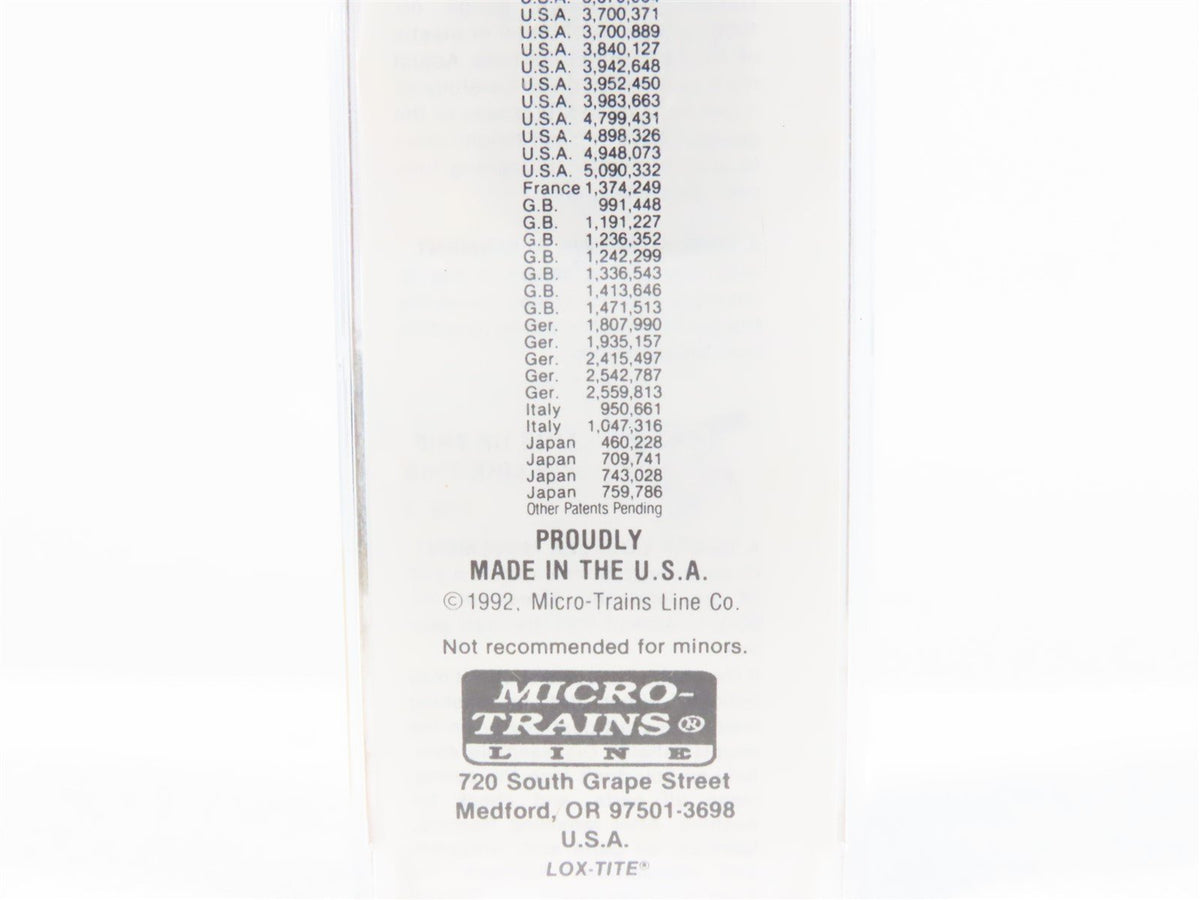 U.S.A. 3,700,371
U.S.A. 3,700,889
U.S.A. 3,840,127
U.S.A. 3,942,648
U.S.A. 3,952,450
U.S.A. 3,983,663
U.S.A. 4,799,431
U.S.A. 4,898,326
U.S.A. 4,948,073
U.S.A. 5,090,332
France 1,374,249
G.B. 991,448
G.B. 1,191,227
G.B. 1,236,352
G.B. 1,242,299
G.B. 1,336,543
G.B. 1,413,646
G.B. 1,471,513
Ger. 1,807,990
Ger. 1,935,157
Ger. 2,415,497
Ger. 2,542,787
Ger. 2,559,813
Italy 950,661
Italy 1,047,316
Japan 460,228
Japan 709,741
Japan 743,028
Japan 759,786
Other Patents Pending
PROUDLY
MADE IN THE U.S.A.
©1992, Micro-Trains Line Co.
Not recommended for minors.
MICRO-
TRAINS®
LINE
720 South Grape Street
Medford, OR 97501-3698
U.S.A.
LOX-TITE®